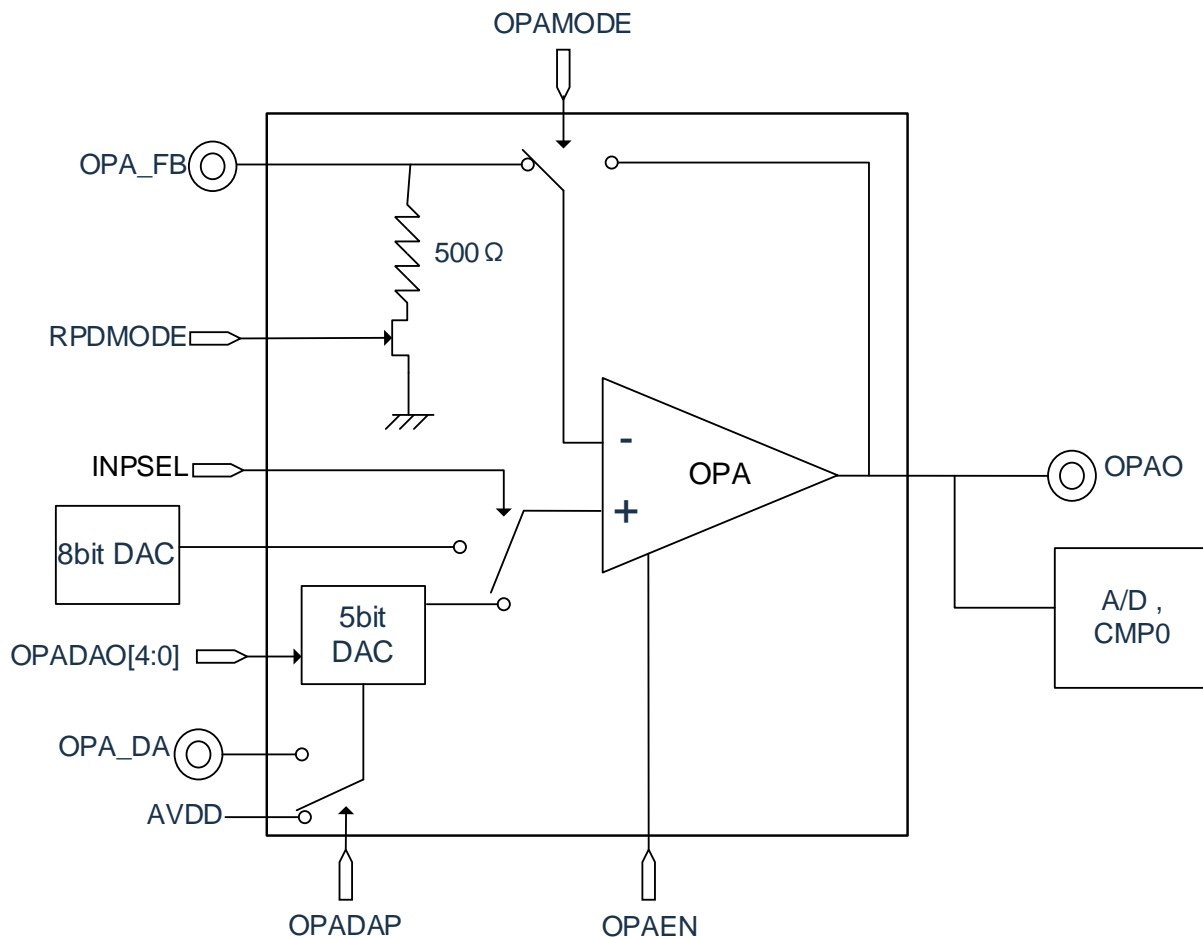 OPAMODE
OPA_FB
500Ω
RPDMODE
-
INPSEL
OPA
OPAO
+
8bit DAC
5bit
DAC
A/D ,
CMP0
OPADAO[4:0]
OPA_DA
AVDD
OPADAP
OPAEN